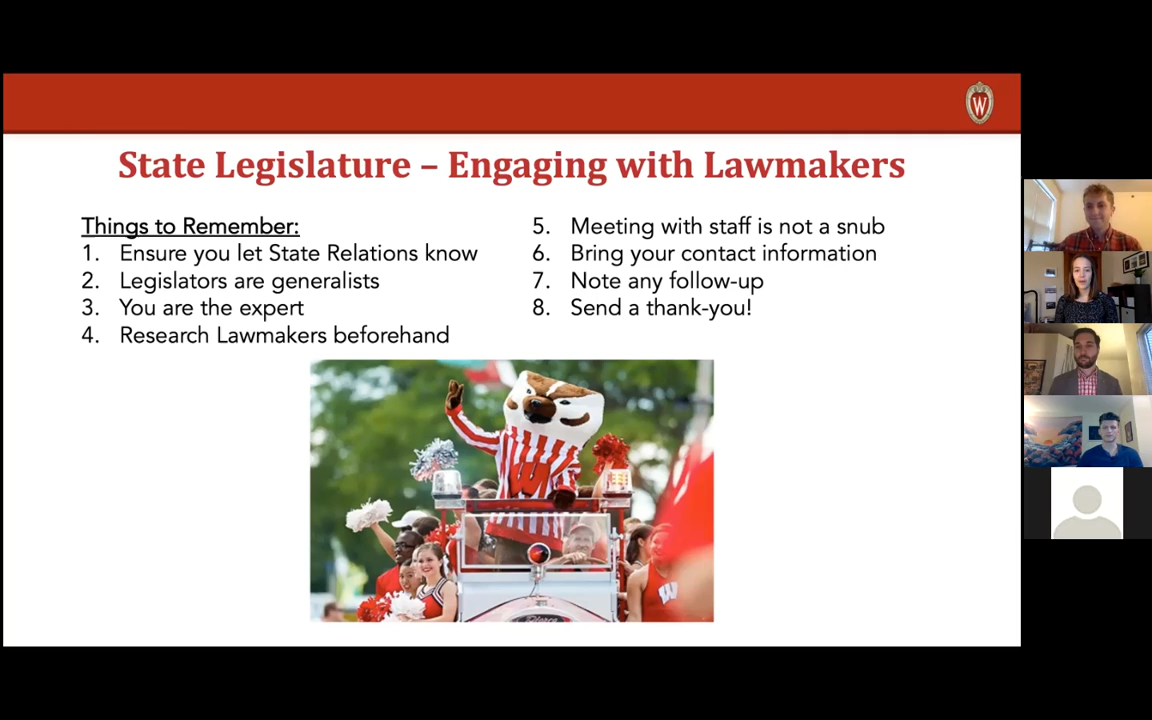 W
State Legislature – Engaging with Lawmakers
Things to Remember:
1. Ensure you let State Relations know
2. Legislators are generalists
3. You are the expert
4. Research Lawmakers beforehand
5. Meeting with staff is not a snub
6. Bring your contact information
7. Note any follow-up
8. Send a thank-you!
W
W